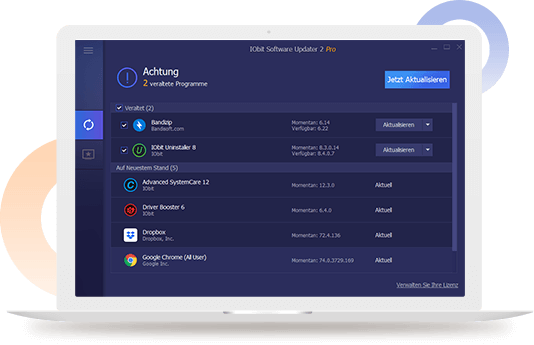 IObit Software Updater 2 Pro
Achtung
2 veraltete Programme
Jetzt Aktualisieren
Veraltet (2)
Bandizip
Bandisoft.com
Momentan: 6.14
Verfügbar: 6.22
Aktualisieren
IObit Uninstaller 8
IObit
Momentan: 8.3.0.14
Verfügbar: 8.4.0.7
Aktualisieren
Auf Neuestem Stand (5)
Advanced SystemCare 12
IObit
Momentan: 12.3.0
Aktuell
Driver Booster 6
IObit
Momentan: 6.4.0
Aktuell
Dropbox
Dropbox, Inc.
Momentan: 72.4.136
Aktuell
Google Chrome (All User)
Google Inc.
Momentan: 74.0.3729.169
Aktuell
Verwalten Sie Ihre Lizenz